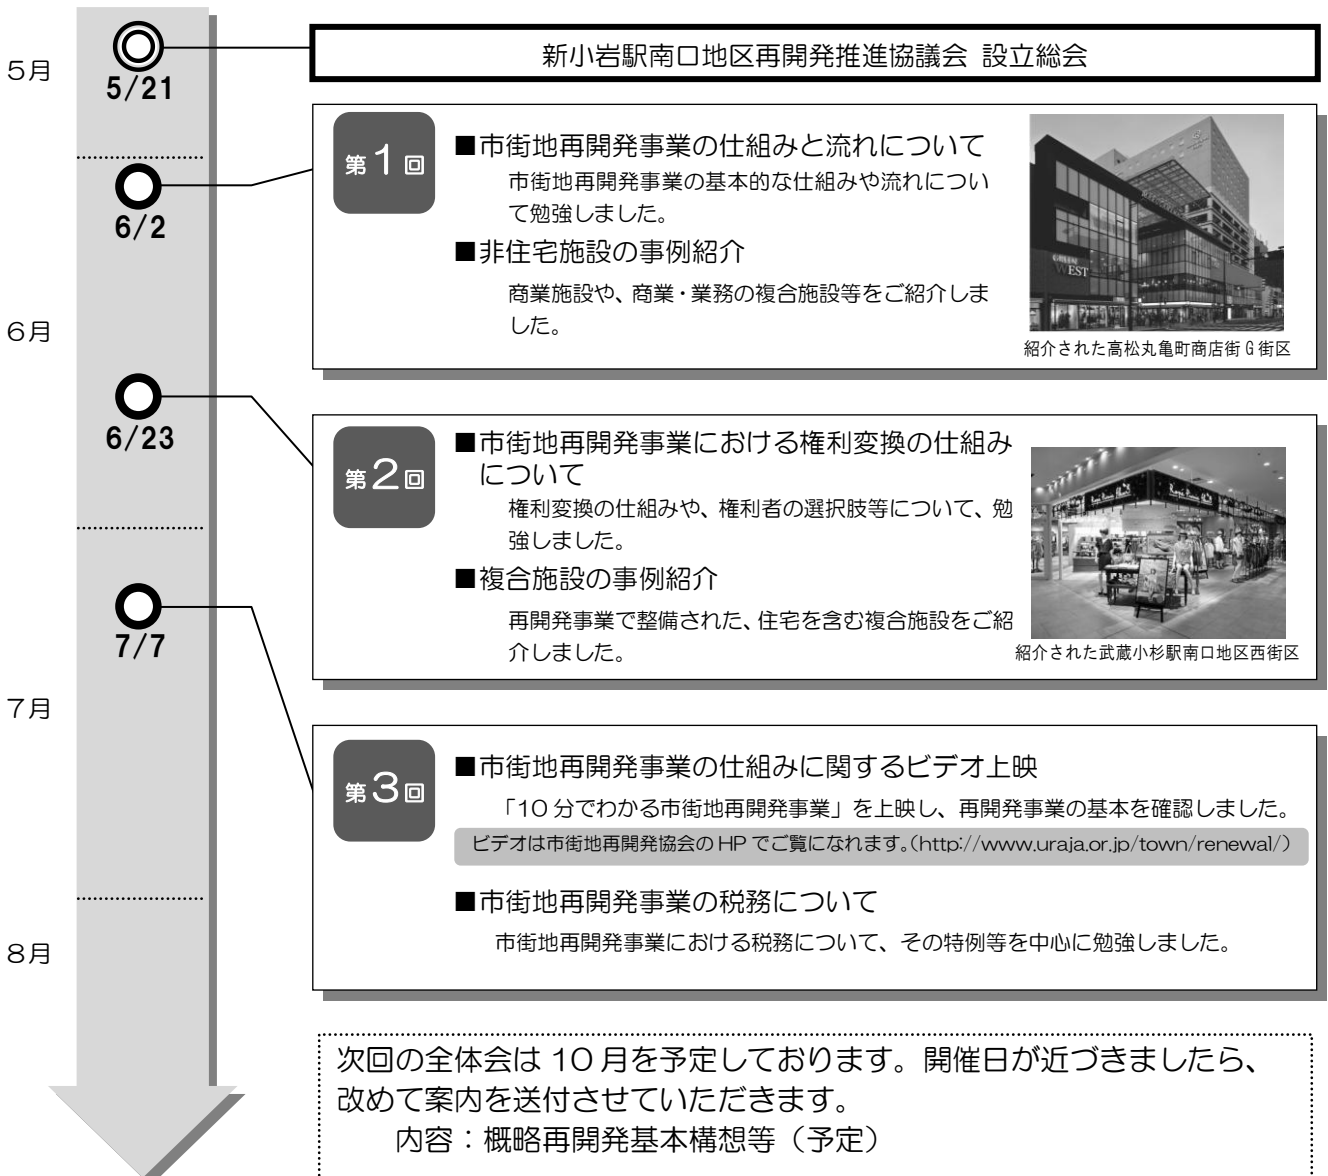 5月
5/21
新小岩駅南口地区再開発推進協議会 設立総会
6/2
第1回
■市街地再開発事業の仕組みと流れについて
市街地再開発事業の基本的な仕組みや流れについ
て勉強しました。
■非住宅施設の事例紹介
商業施設や、商業・業務の複合施設等をご紹介しま
した。
WEST
紹介された高松丸亀町商店街G街区
6月
6/23
第2回
■市街地再開発事業における権利変換の仕組み
について
権利変換の仕組みや、権利者の選択肢等について、勉
強しました。
■複合施設の事例紹介
再開発事業で整備された、住宅を含む複合施設をご紹
介しました。
紹介された武蔵小杉駅南口地区西街区
7/7
7月
第3回
■市街地再開発事業の仕組みに関するビデオ上映
「10分でわかる市街地再開発事業」を上映し、再開発事業の基本を確認しました。
ビデオは市街地再開発協会のHPでご覧になれます。(http://www.uraja.or.jp/town/renewal/)
■市街地再開発事業の税務について
市街地再開発事業における税務について、その特例等を中心に勉強しました。
8月
次回の全体会は10月を予定しております。開催日が近づきましたら、
改めて案内を送付させていただきます。
内容：概略再開発基本構想等（予定）